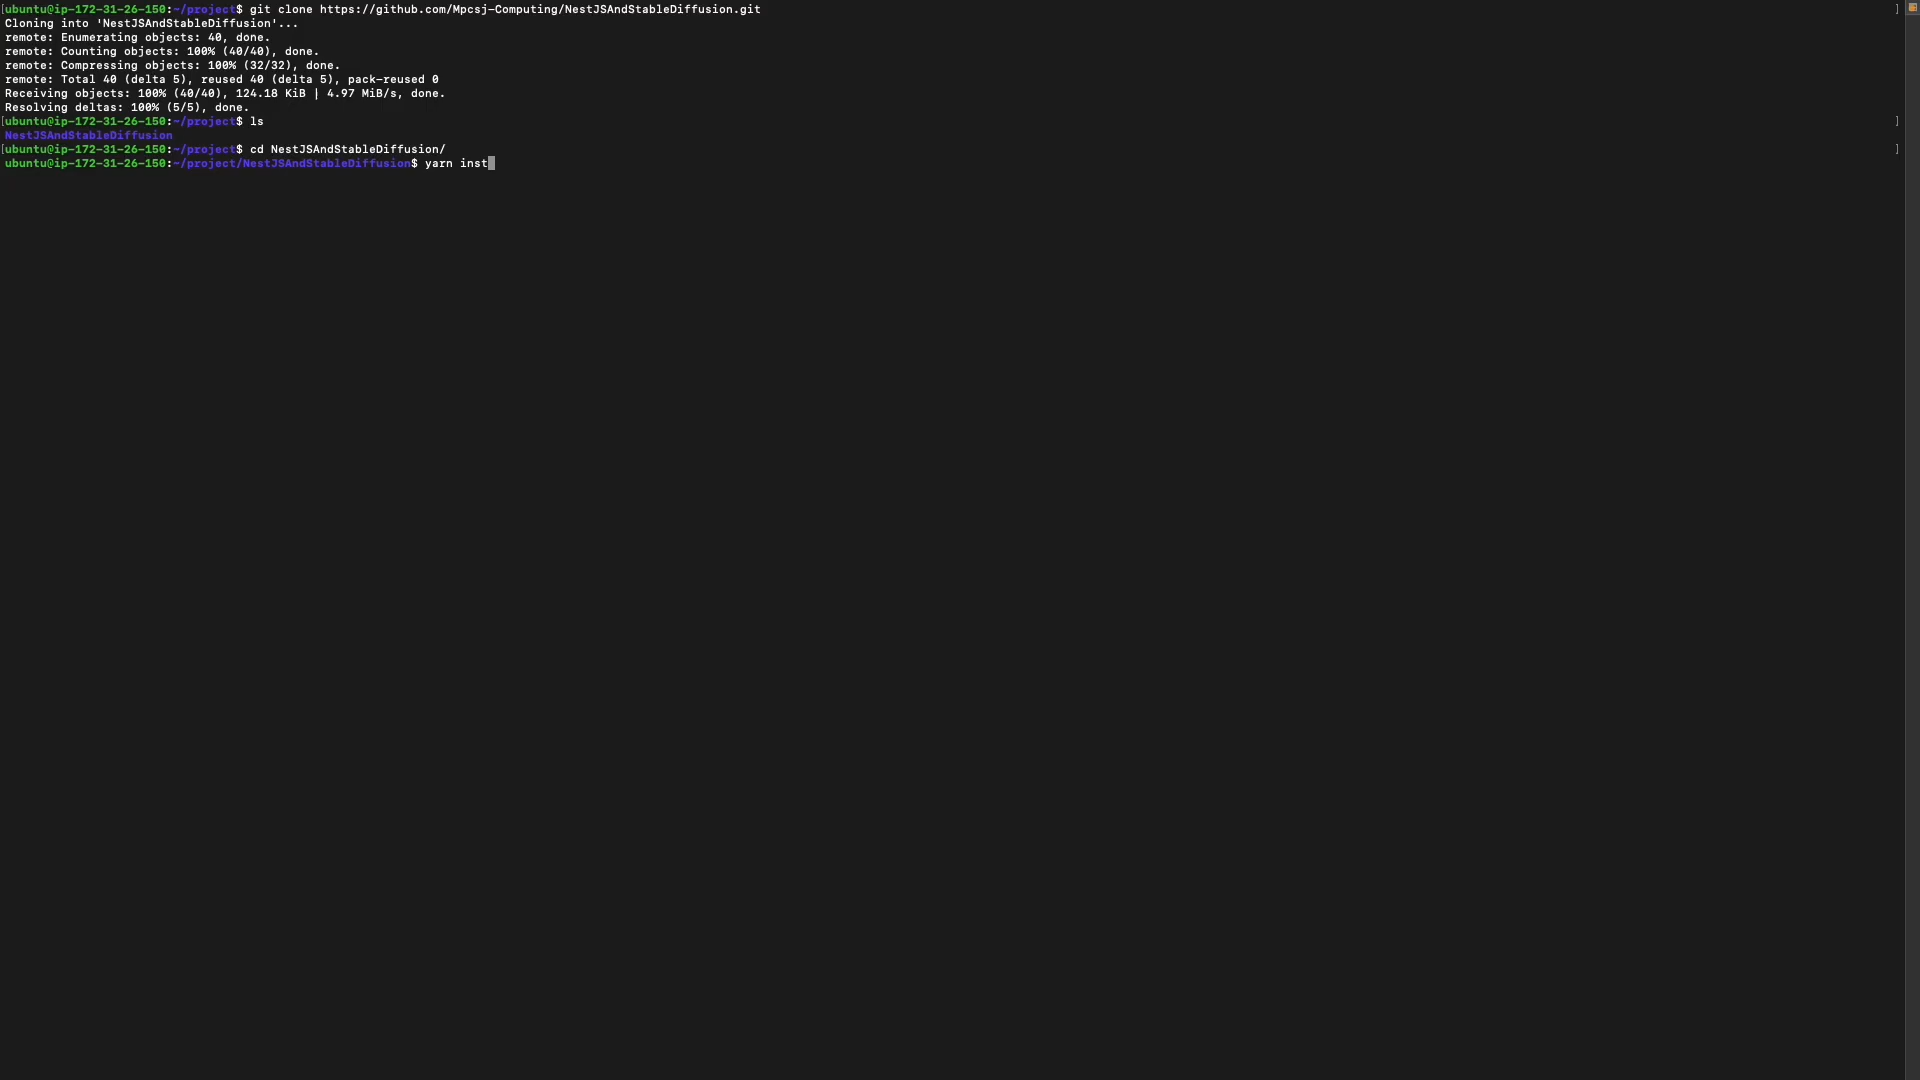 [ubuntu@ip-172-31-26-150:~/project$ git clone https://github.com/Mpcsj-Computing/NestJSAndStableDiffusion.git ]
Cloning into 'NestJSAndStableDiffusion'...
remote: Enumerating objects: 40, done.
remote: Counting objects: 100% (40/40), done.
remote: Compressing objects: 100% (32/32), done.
remote: Total 40 (delta 5), reused 40 (delta 5), pack-reused 0
Receiving objects: 100% (40/40), 124.18 KiB | 4.97 MiB/s, done.
Resolving deltas: 100% (5/5), done.
[ubuntu@ip-172-31-26-150:~/project$ ls ]
NestJSAndStableDiffusion
[ubuntu@ip-172-31-26-150:~/project$ cd NestJSAndStableDiffusion/ ]
ubuntu@ip-172-31-26-150:~/project/NestJSAndStableDiffusion$ yarn inst